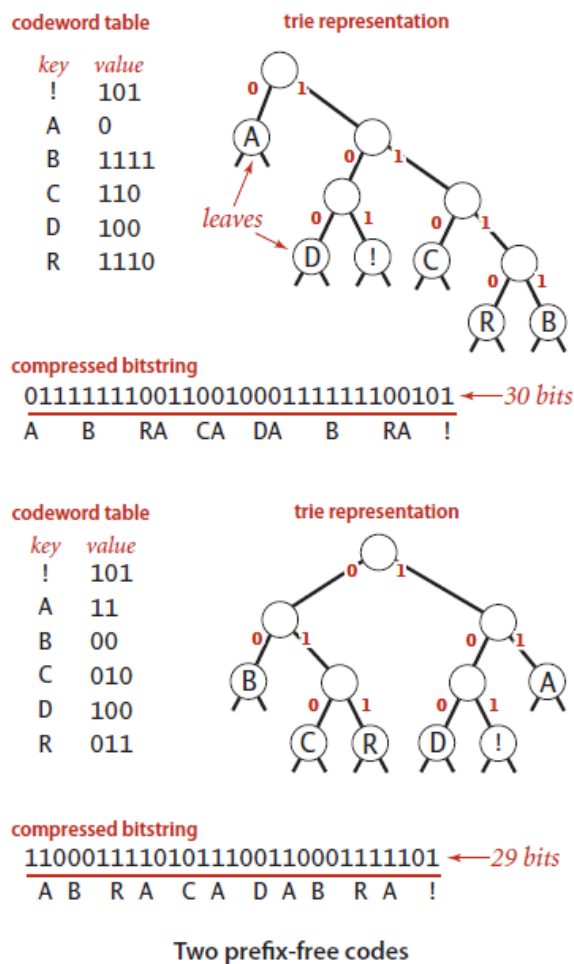 codeword table
trie representation
key value
! 101
A 0
B 1111
C 110
D 100
R 1110
0 1
A
0 1
leaves
0 1 0 1
D ! C
0 1
R B
compressed bitstring
011111110011001000111111100101 30 bits
A B RA CA DA B RA !
codeword table
trie representation
key value
! 101
A 11
B 00
C 010
D 100
R 011
0 1
0 1 0 1
B A
0 1 0 1
C R D !
compressed bitstring
11000111101011100110001111101 29 bits
A B R A C A D A B R A !
Two prefix-free codes